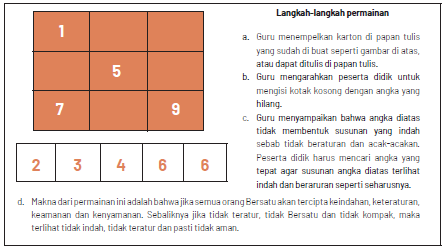 1
5
7 9
2 3 4 6 6
Langkah-langkah permainan
a. Guru menempelkan karton di papan tulis
yang sudah di buat seperti gambar di atas,
atau dapat ditulis di papan tulis.
b. Guru mengarahkan peserta didik untuk
mengisi kotak kosong dengan angka yang
hilang.
c. Guru menyampaikan bahwa angka diatas
tidak membentuk susunan yang indah
sebab tidak beraturan dan acak-acakan.
Peserta didik harus mencari angka yang
tepat agar susunan angka diatas terlihat
indah dan beraruran seperti seharusnya.
d. Makna dari permainan ini adalah bahwa jika semua orang Bersatu akan tercipta keindahan, keteraturan,
keamanan dan kenyamanan. Sebaliknya jika tidak teratur, tidak Bersatu dan tidak kompak, maka
terlihat tidak indah, tidak teratur dan pasti tidak aman.